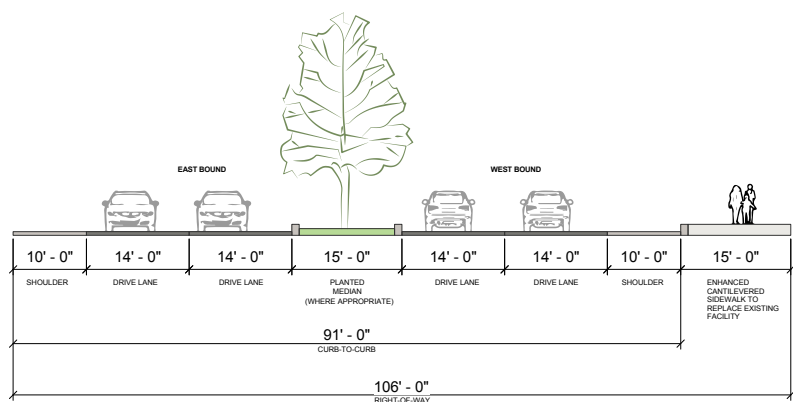 EAST BOUND
WEST BOUND
10' - 0"
14' - 0"
14' - 0"
15' - 0"
14' - 0"
14' - 0"
10' - 0"
15' - 0"
SHOULDER
DRIVE LANE
DRIVE LANE
PLANTED
MEDIAN
(WHERE APPROPRIATE)
DRIVE LANE
DRIVE LANE
SHOULDER
ENHANCED
CANTILEVERED
SIDEWALK TO
REPLACE EXISTING
FACILITY
91' - 0"
CURB-TO-CURB
106' - 0"
RIGHT-OF-WAY